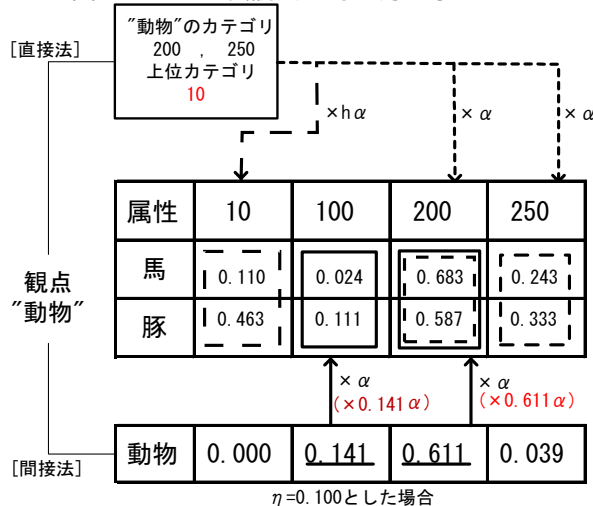 "動物"のカテゴリ
200 , 250
上位カテゴリ
10
[直接法]
×hα
×α
×α
属性 10 100 200 250
馬 0.110 0.024 0.683 0.243
豚 0.463 0.111 0.587 0.333
観点
"動物"
×α
(×0.141α)
×α
(×0.611α)
動物 0.000 0.141 0.611 0.039
[間接法]
η=0.100とした場合